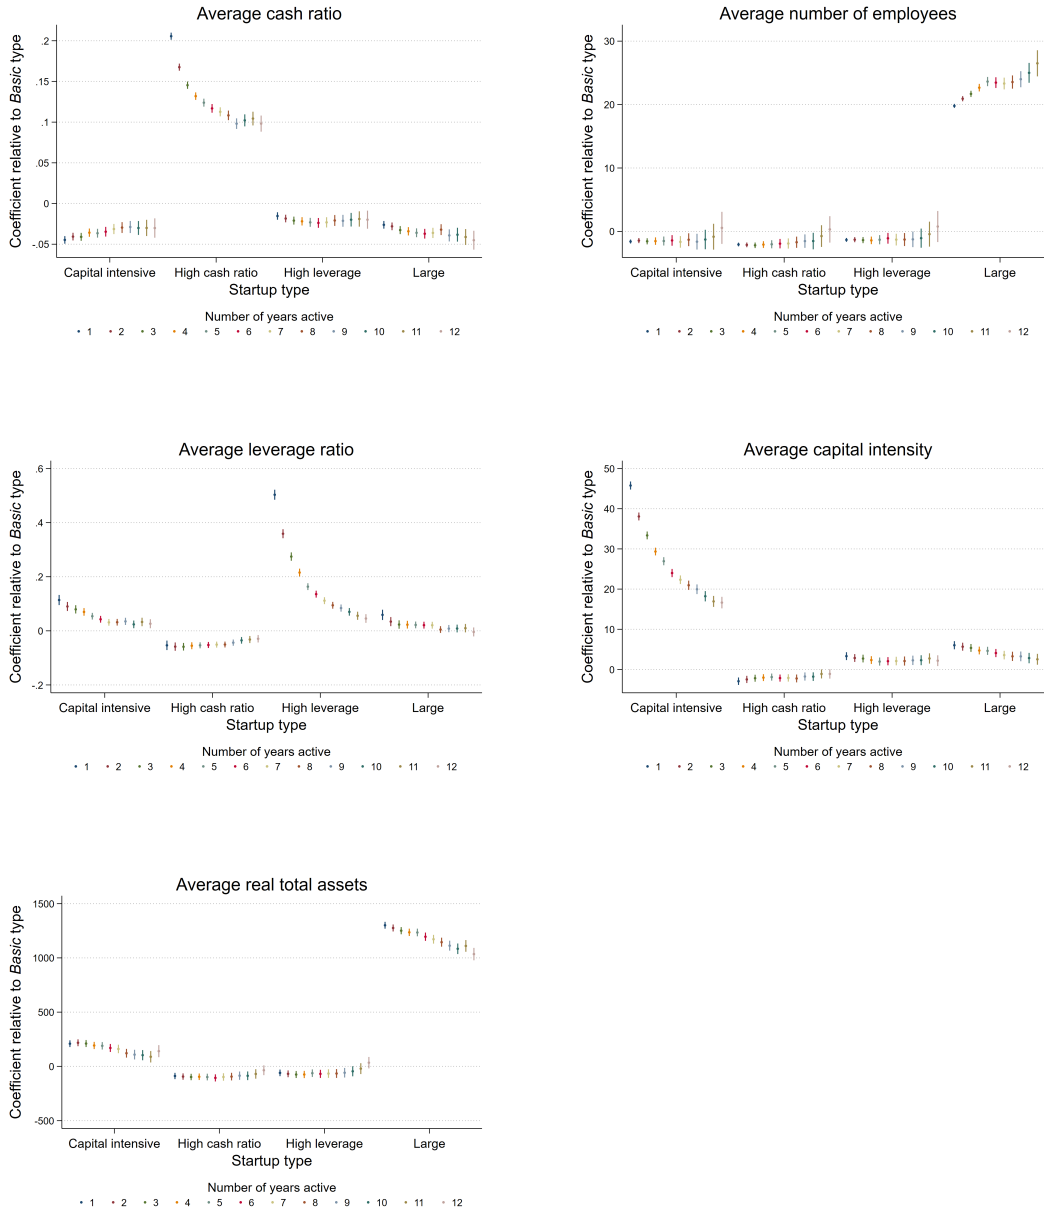 Average cash ratio
Coefficient relative to Basic type
.2
.15
.1
.05
0
-.05
Capital intensive High cash ratio High leverage Large
Startup type
Number of years active
1 2 3 4 5 6 7 8 9 10 11 12
Average number of employees
Coefficient relative to Basic type
30
20
10
0
Capital intensive High cash ratio High leverage Large
Startup type
Number of years active
1 2 3 4 5 6 7 8 9 10 11 12
Average leverage ratio
Coefficient relative to Basic type
.6
.4
.2
0
-.2
Capital intensive High cash ratio High leverage Large
Startup type
Number of years active
1 2 3 4 5 6 7 8 9 10 11 12
Average capital intensity
Coefficient relative to Basic type
50
40
30
20
10
0
Capital intensive High cash ratio High leverage Large
Startup type
Number of years active
1 2 3 4 5 6 7 8 9 10 11 12
Average real total assets
Coefficient relative to Basic type
1500
1000
500
0
-500
Capital intensive High cash ratio High leverage Large
Startup type
Number of years active
1 2 3 4 5 6 7 8 9 10 11 12